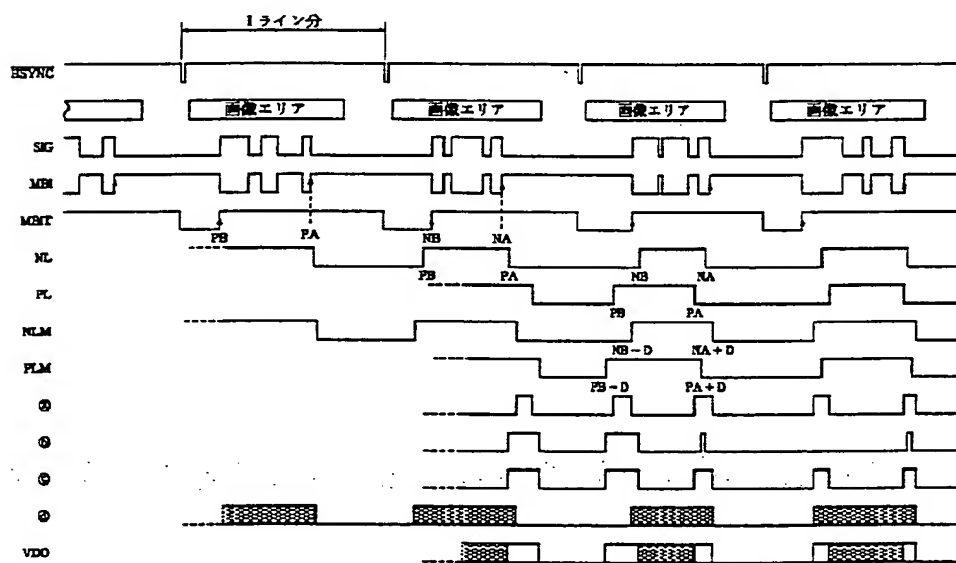 1ライン分
HSYNC
画像エリア 画像エリア 画像エリア 画像エリア
SIG
MBI
MBIT
PB PA NB NA
NL
PB PA NB NA
PL
PB PA
NLM
NB-D NA+D
PLM
PB-D PA+D
ⓐ
ⓑ
ⓒ
ⓓ
VDO